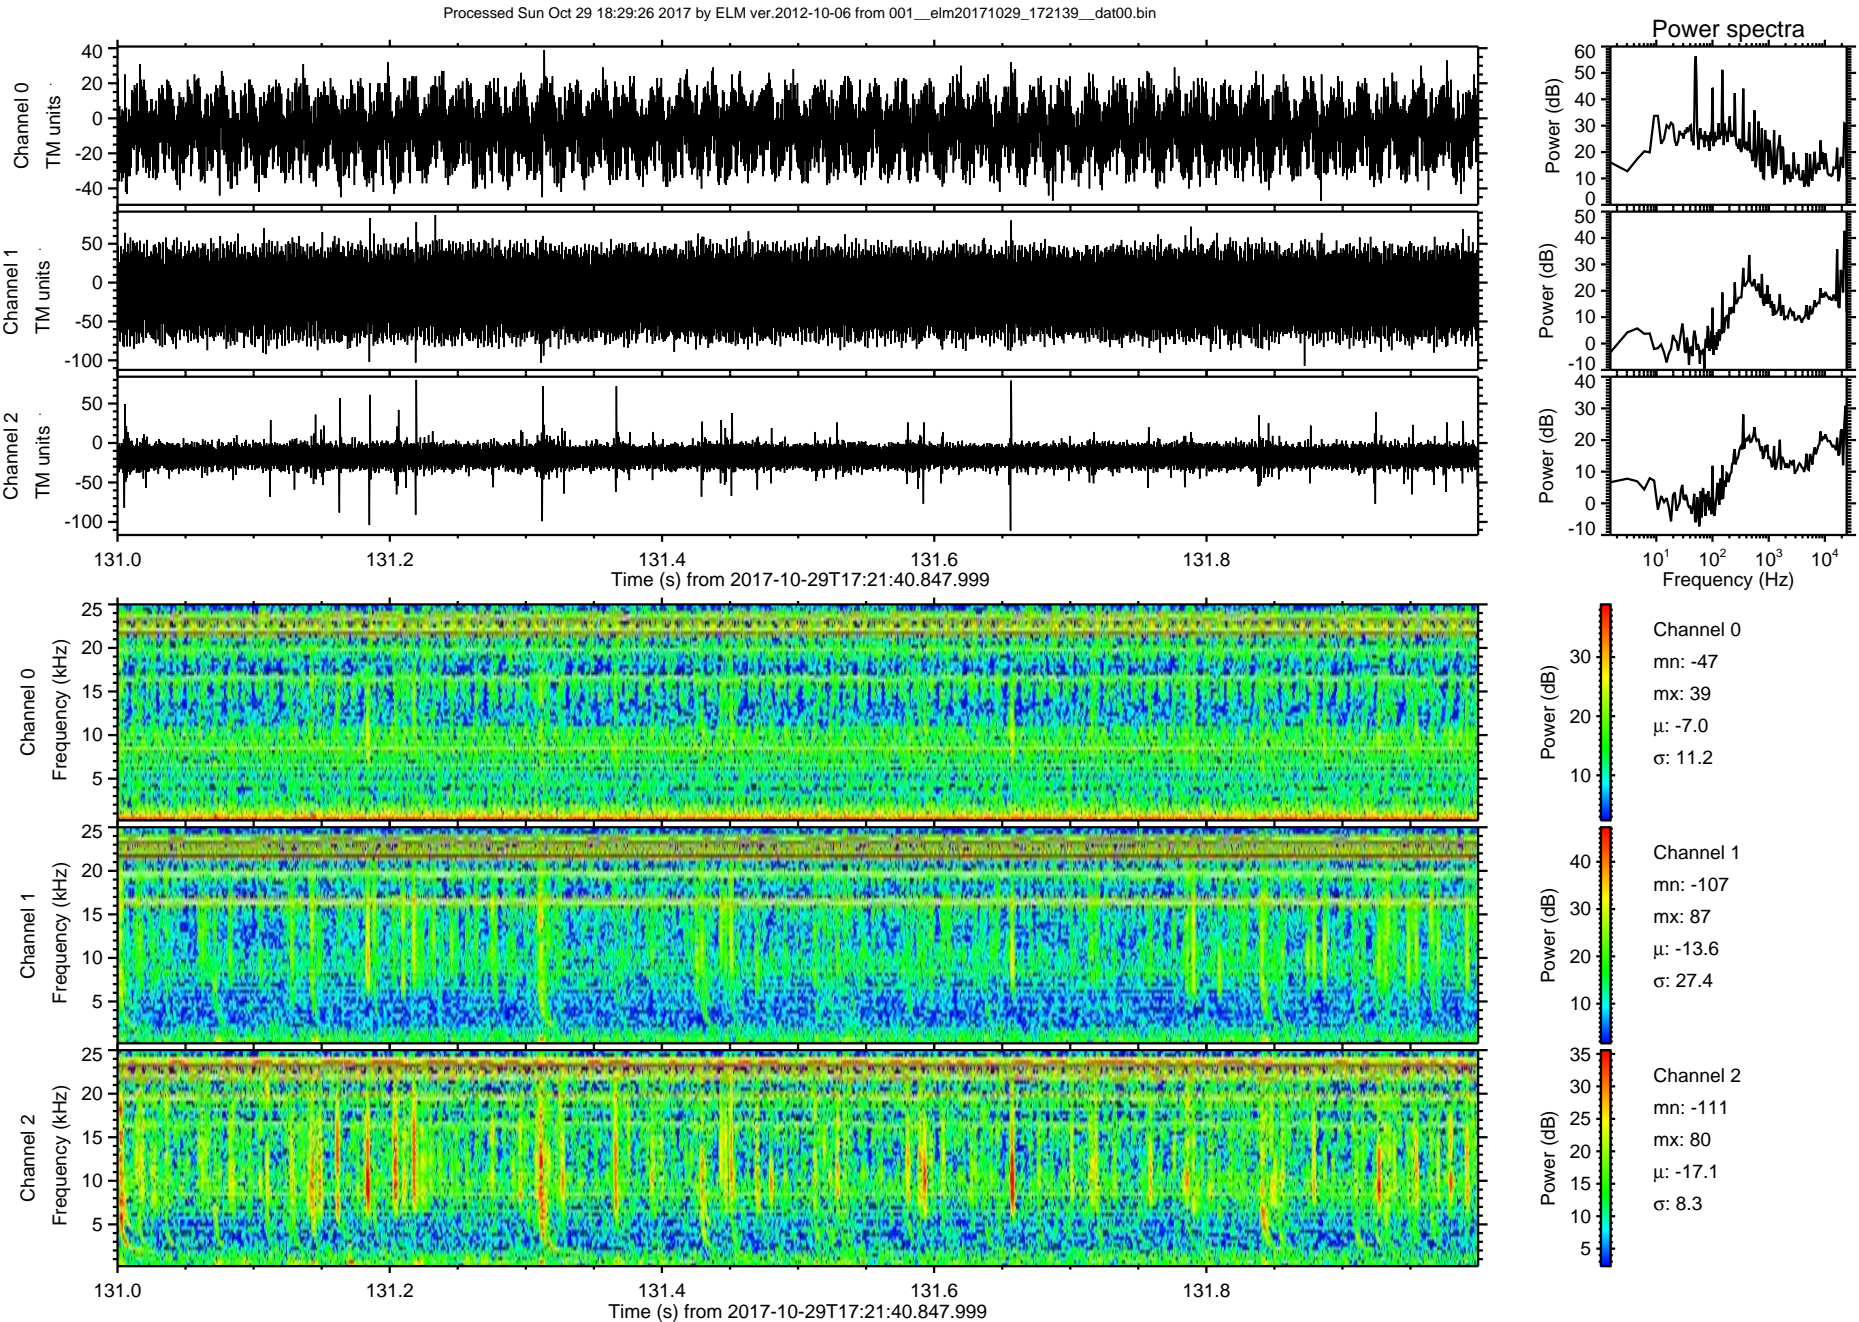 Processed Sun Oct 29 18:29:26 2017 by ELM ver.2012-10-06 from 001__elm20171029_172139__dat00.bin
Power spectra
Channel 0
TM units
40
20
0
-20
-40
Power (dB)
60
50
40
30
20
10
0
Channel 1
TM units
50
0
-50
-100
Power (dB)
50
40
30
20
10
0
-10
Channel 2
TM units
50
0
-50
-100
Power (dB)
40
30
20
10
0
-10
131.0 131.2 131.4 131.6 131.8
Time (s) from 2017-10-29T17:21:40.847.999
10¹ 10² 10³ 10⁴
Frequency (Hz)
Channel 0
Frequency (kHz)
25
20
15
10
5
Power (dB)
30
20
10
Channel 0
mn: -47
mx: 39
µ: -7.0
σ: 11.2
Channel 1
Frequency (kHz)
25
20
15
10
5
Power (dB)
40
30
20
10
Channel 1
mn: -107
mx: 87
µ: -13.6
σ: 27.4
Channel 2
Frequency (kHz)
25
20
15
10
5
Power (dB)
35
30
25
20
15
10
5
Channel 2
mn: -111
mx: 80
µ: -17.1
σ: 8.3
131.0 131.2 131.4 131.6 131.8
Time (s) from 2017-10-29T17:21:40.847.999